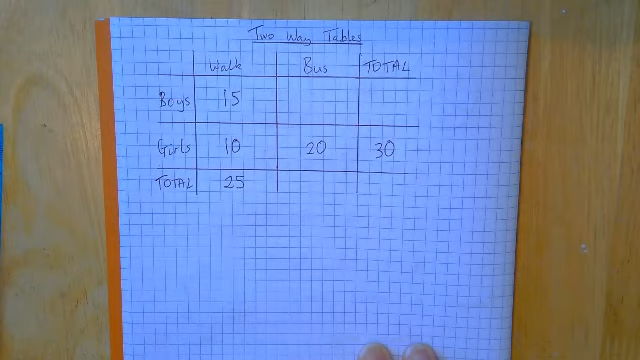 Two Way Tables
Walk Bus TOTAL
Boys 15
Girls 10 20 30
TOTAL 25